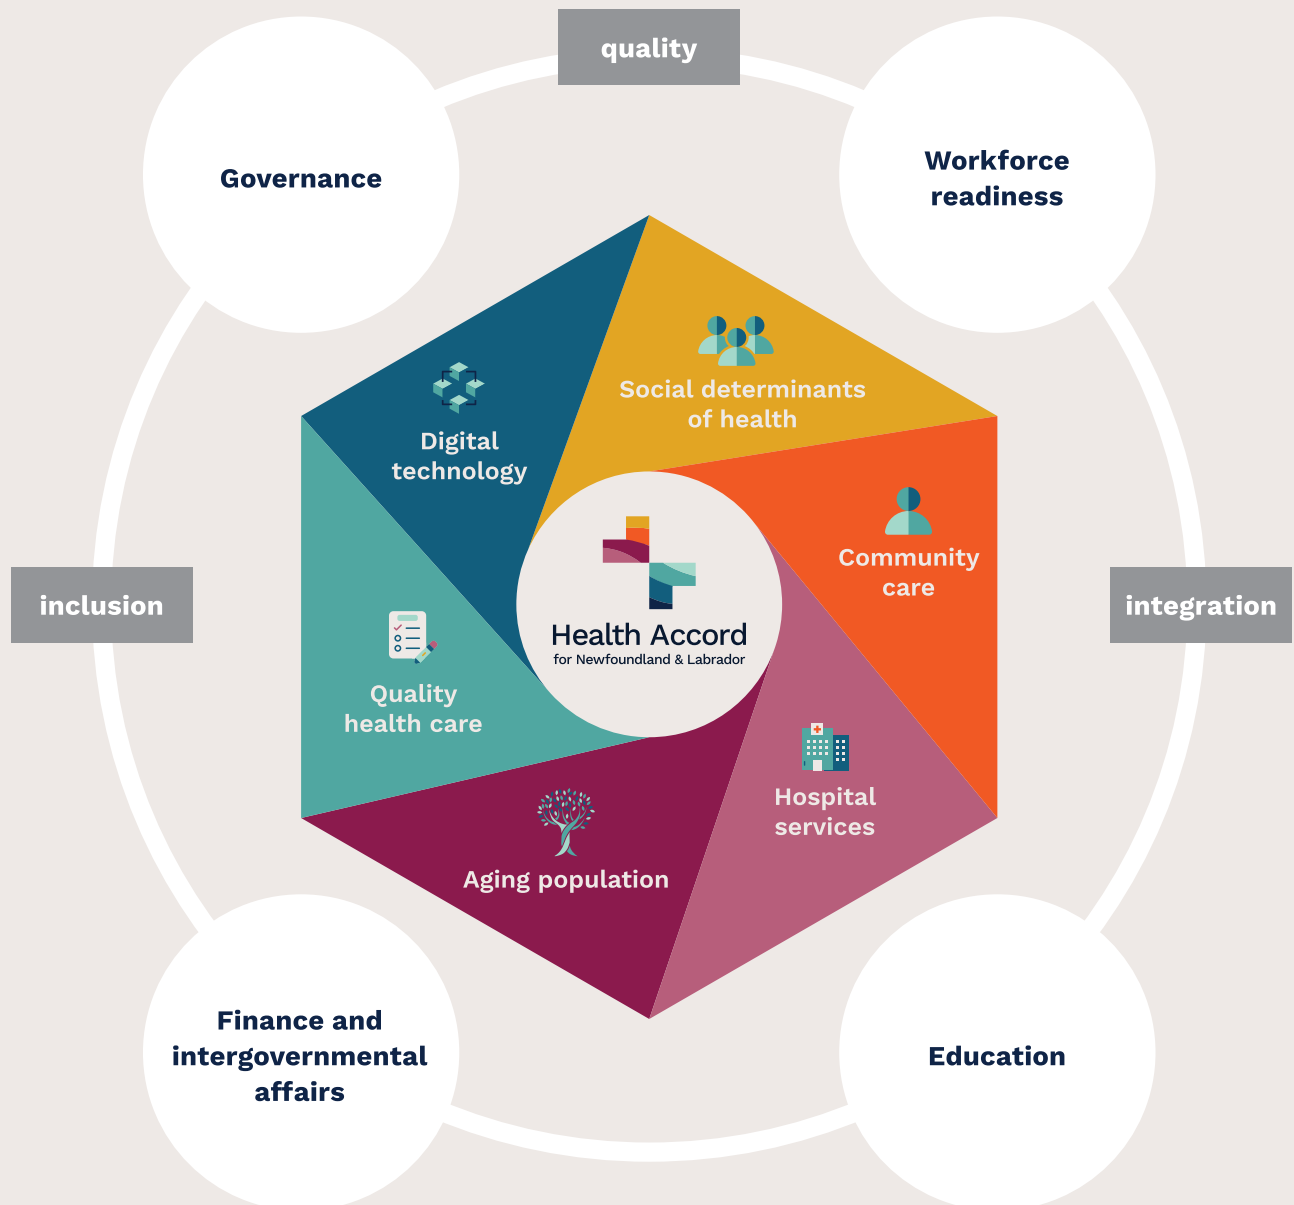 quality
Governance
Workforce
readiness
Social determinants
of health
Digital
technology
Community
care
inclusion
integration
Health Accord
for Newfoundland & Labrador
Quality
health care
Hospital
services
Aging population
Finance and
intergovernmental
affairs
Education